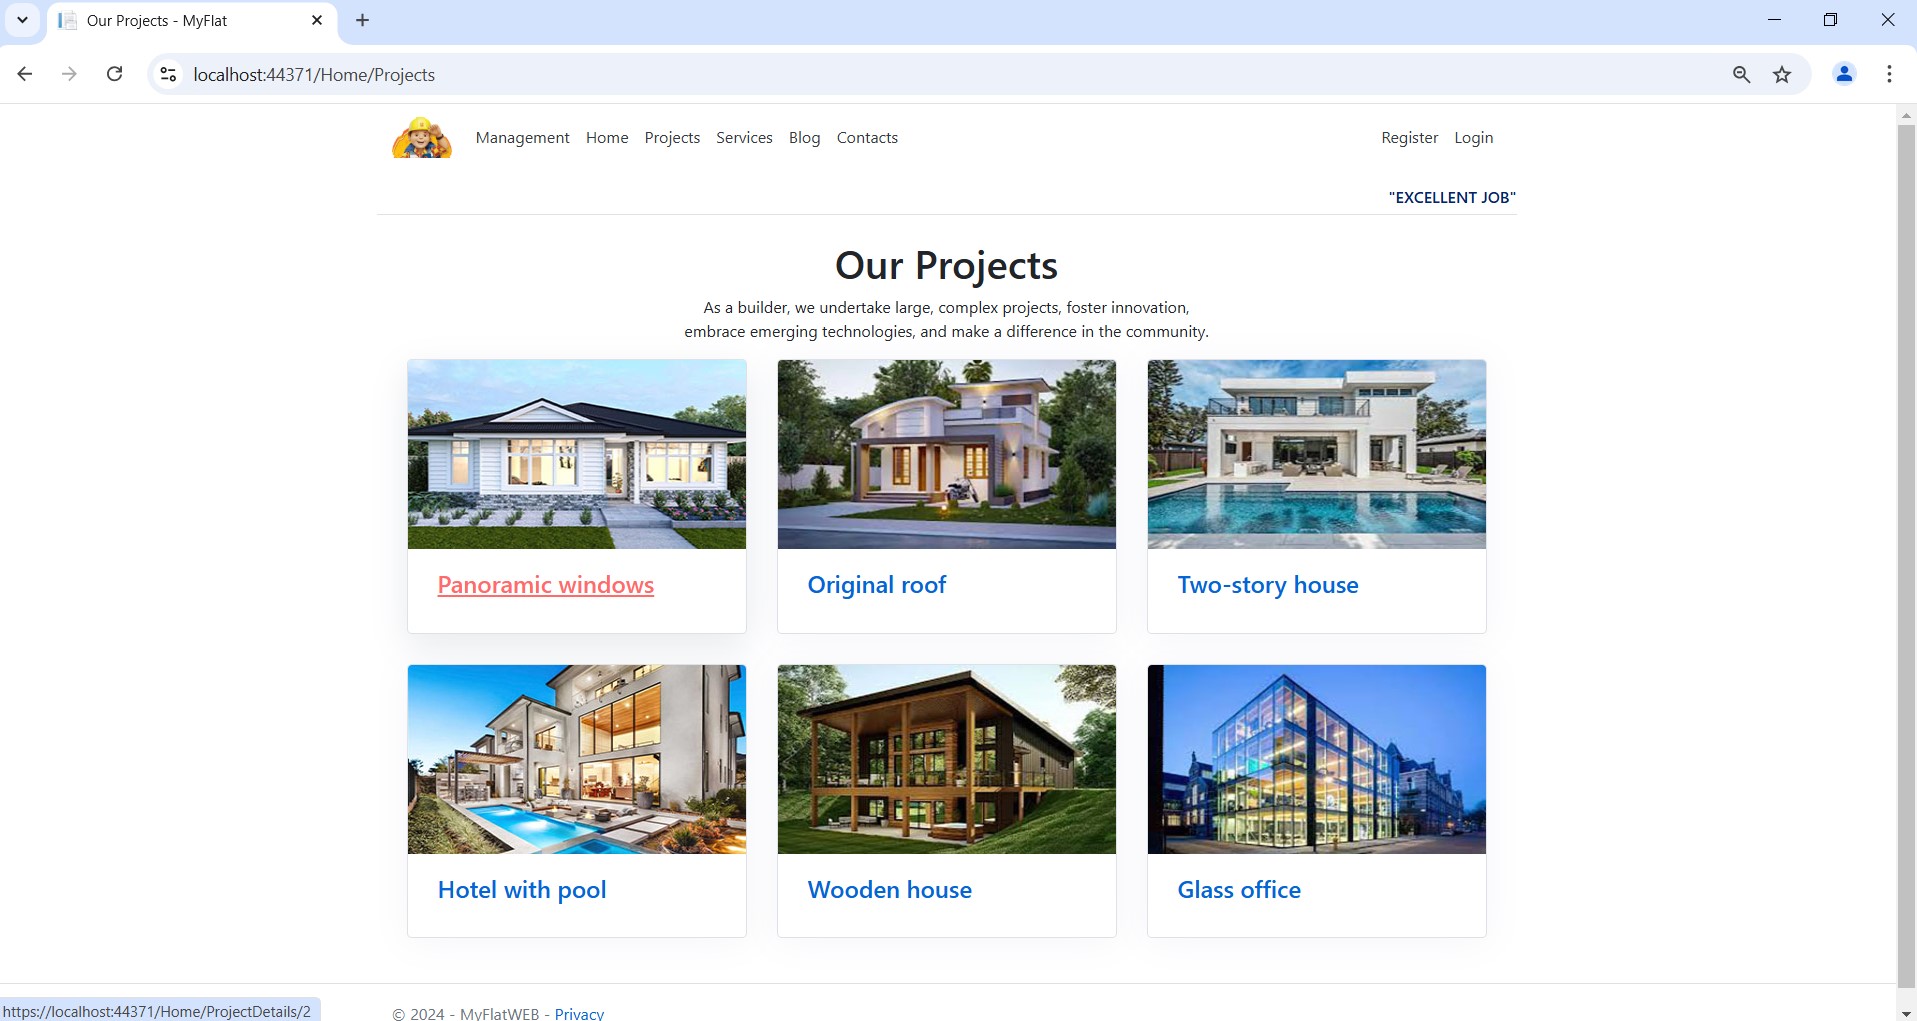 Our Projects - MyFlat
localhost:44371/Home/Projects
Management Home Projects Services Blog Contacts Register Login
"EXCELLENT JOB"
Our Projects
As a builder, we undertake large, complex projects, foster innovation,
embrace emerging technologies, and make a difference in the community.
Panoramic windows
Original roof
Two-story house
Hotel with pool
Wooden house
Glass office
© 2024 - MyFlatWEB - Privacy
https://localhost:44371/Home/ProjectDetails/2